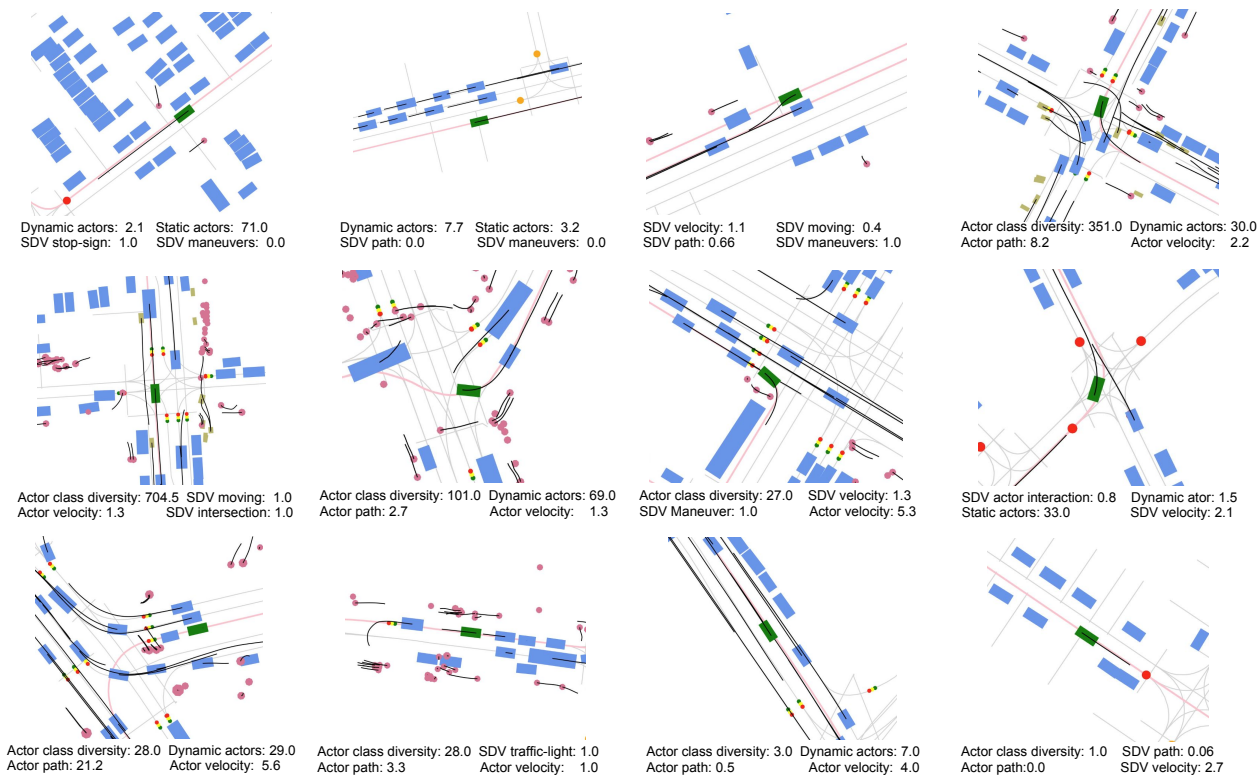 Dynamic actors: 2.1 Static actors: 71.0
SDV stop-sign: 1.0 SDV maneuvers: 0.0
Dynamic actors: 7.7 Static actors: 3.2
SDV path: 0.0 SDV maneuvers: 0.0
SDV velocity: 1.1 SDV moving: 0.4
SDV path: 0.66 SDV maneuvers: 1.0
Actor class diversity: 351.0 Dynamic actors: 30.0
Actor path: 8.2 Actor velocity: 2.2
Actor class diversity: 704.5 SDV moving: 1.0
Actor velocity: 1.3 SDV intersection: 1.0
Actor class diversity: 101.0 Dynamic actors: 69.0
Actor path: 2.7 Actor velocity: 1.3
Actor class diversity: 27.0 SDV velocity: 1.3
SDV Maneuver: 1.0 Actor velocity: 5.3
SDV actor interaction: 0.8 Dynamic ator: 1.5
Static actors: 33.0 SDV velocity: 2.1
Actor class diversity: 28.0 Dynamic actors: 29.0
Actor path: 21.2 Actor velocity: 5.6
Actor class diversity: 28.0 SDV traffic-light: 1.0
Actor path: 3.3 Actor velocity: 1.0
Actor class diversity: 3.0 Dynamic actors: 7.0
Actor path: 0.5 Actor velocity: 4.0
Actor class diversity: 1.0 SDV path: 0.06
Actor path:0.0 SDV velocity: 2.7